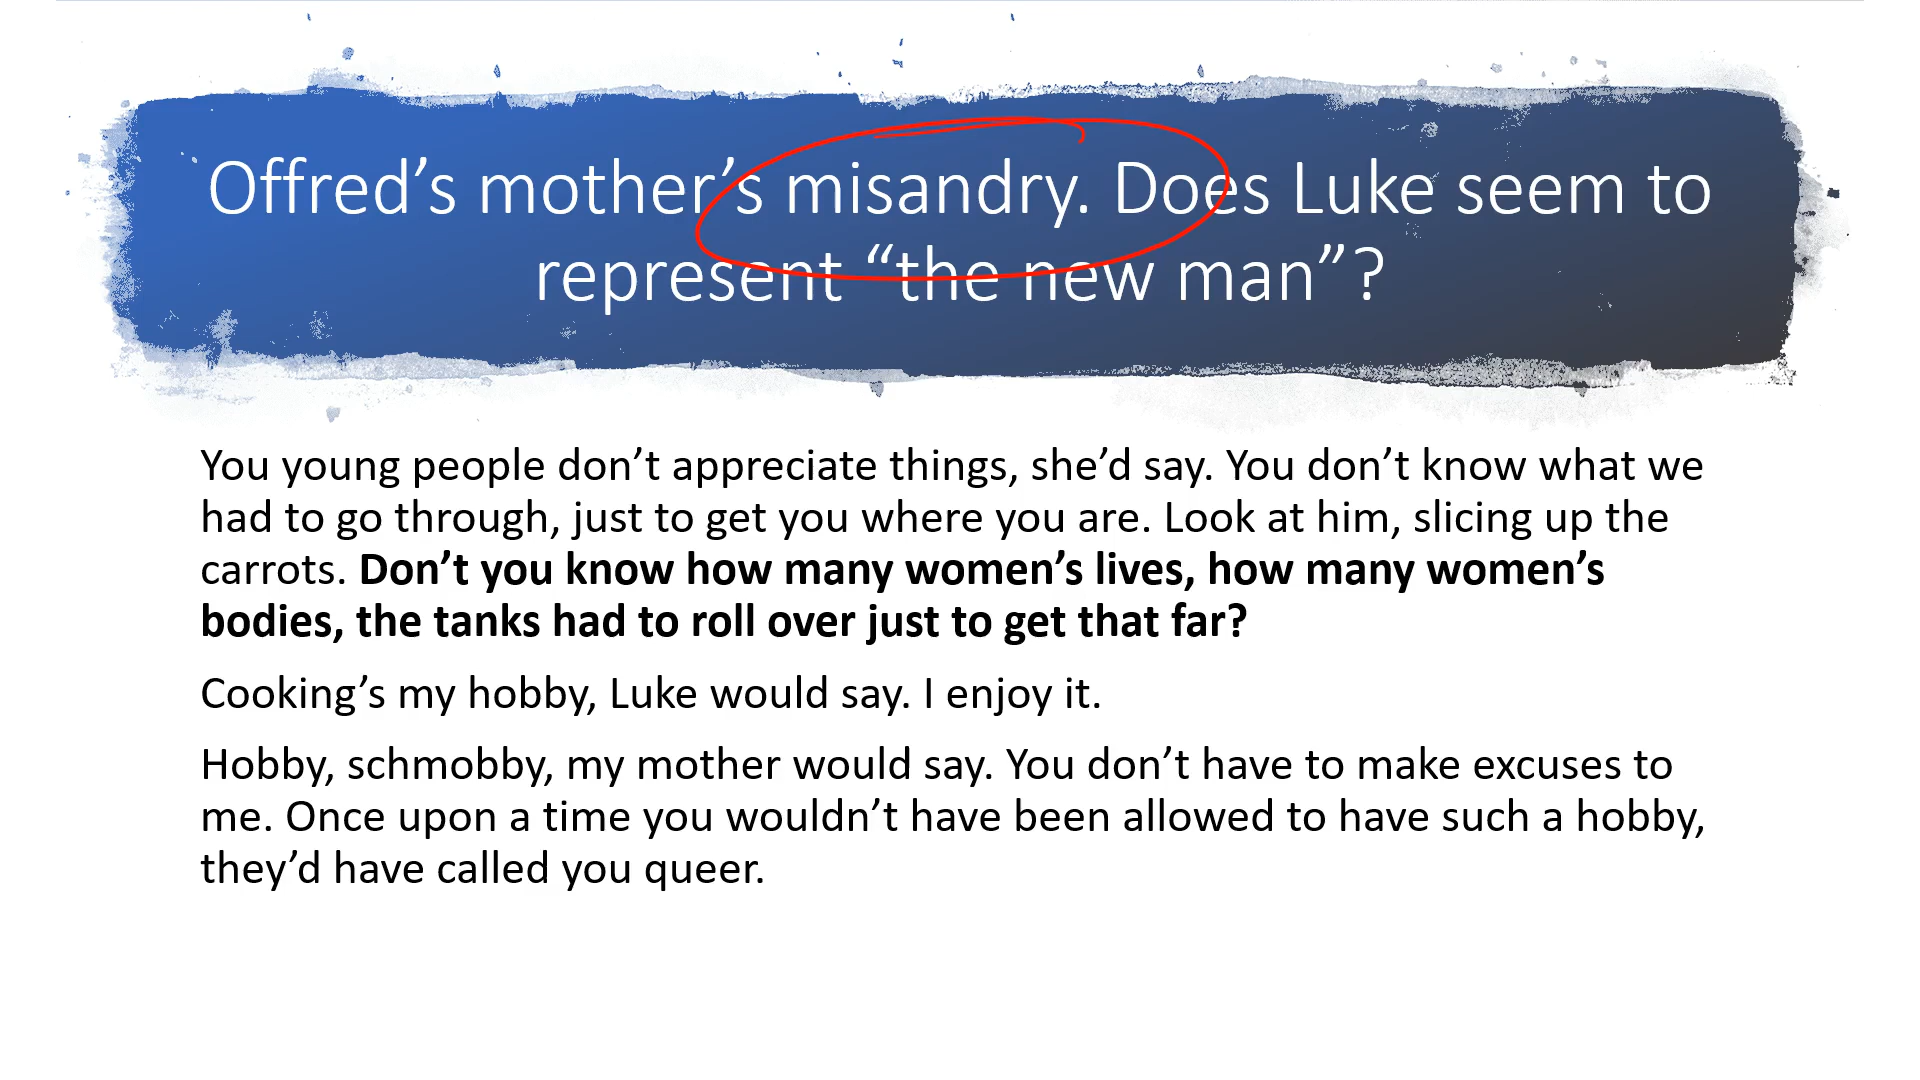 Offred’s mother’s misandry. Does Luke seem to
represent “the new man”?
You young people don’t appreciate things, she’d say. You don’t know what we
had to go through, just to get you where you are. Look at him, slicing up the
carrots. Don’t you know how many women’s lives, how many women’s
bodies, the tanks had to roll over just to get that far?
Cooking’s my hobby, Luke would say. I enjoy it.
Hobby, schmobby, my mother would say. You don’t have to make excuses to
me. Once upon a time you wouldn’t have been allowed to have such a hobby,
they’d have called you queer.